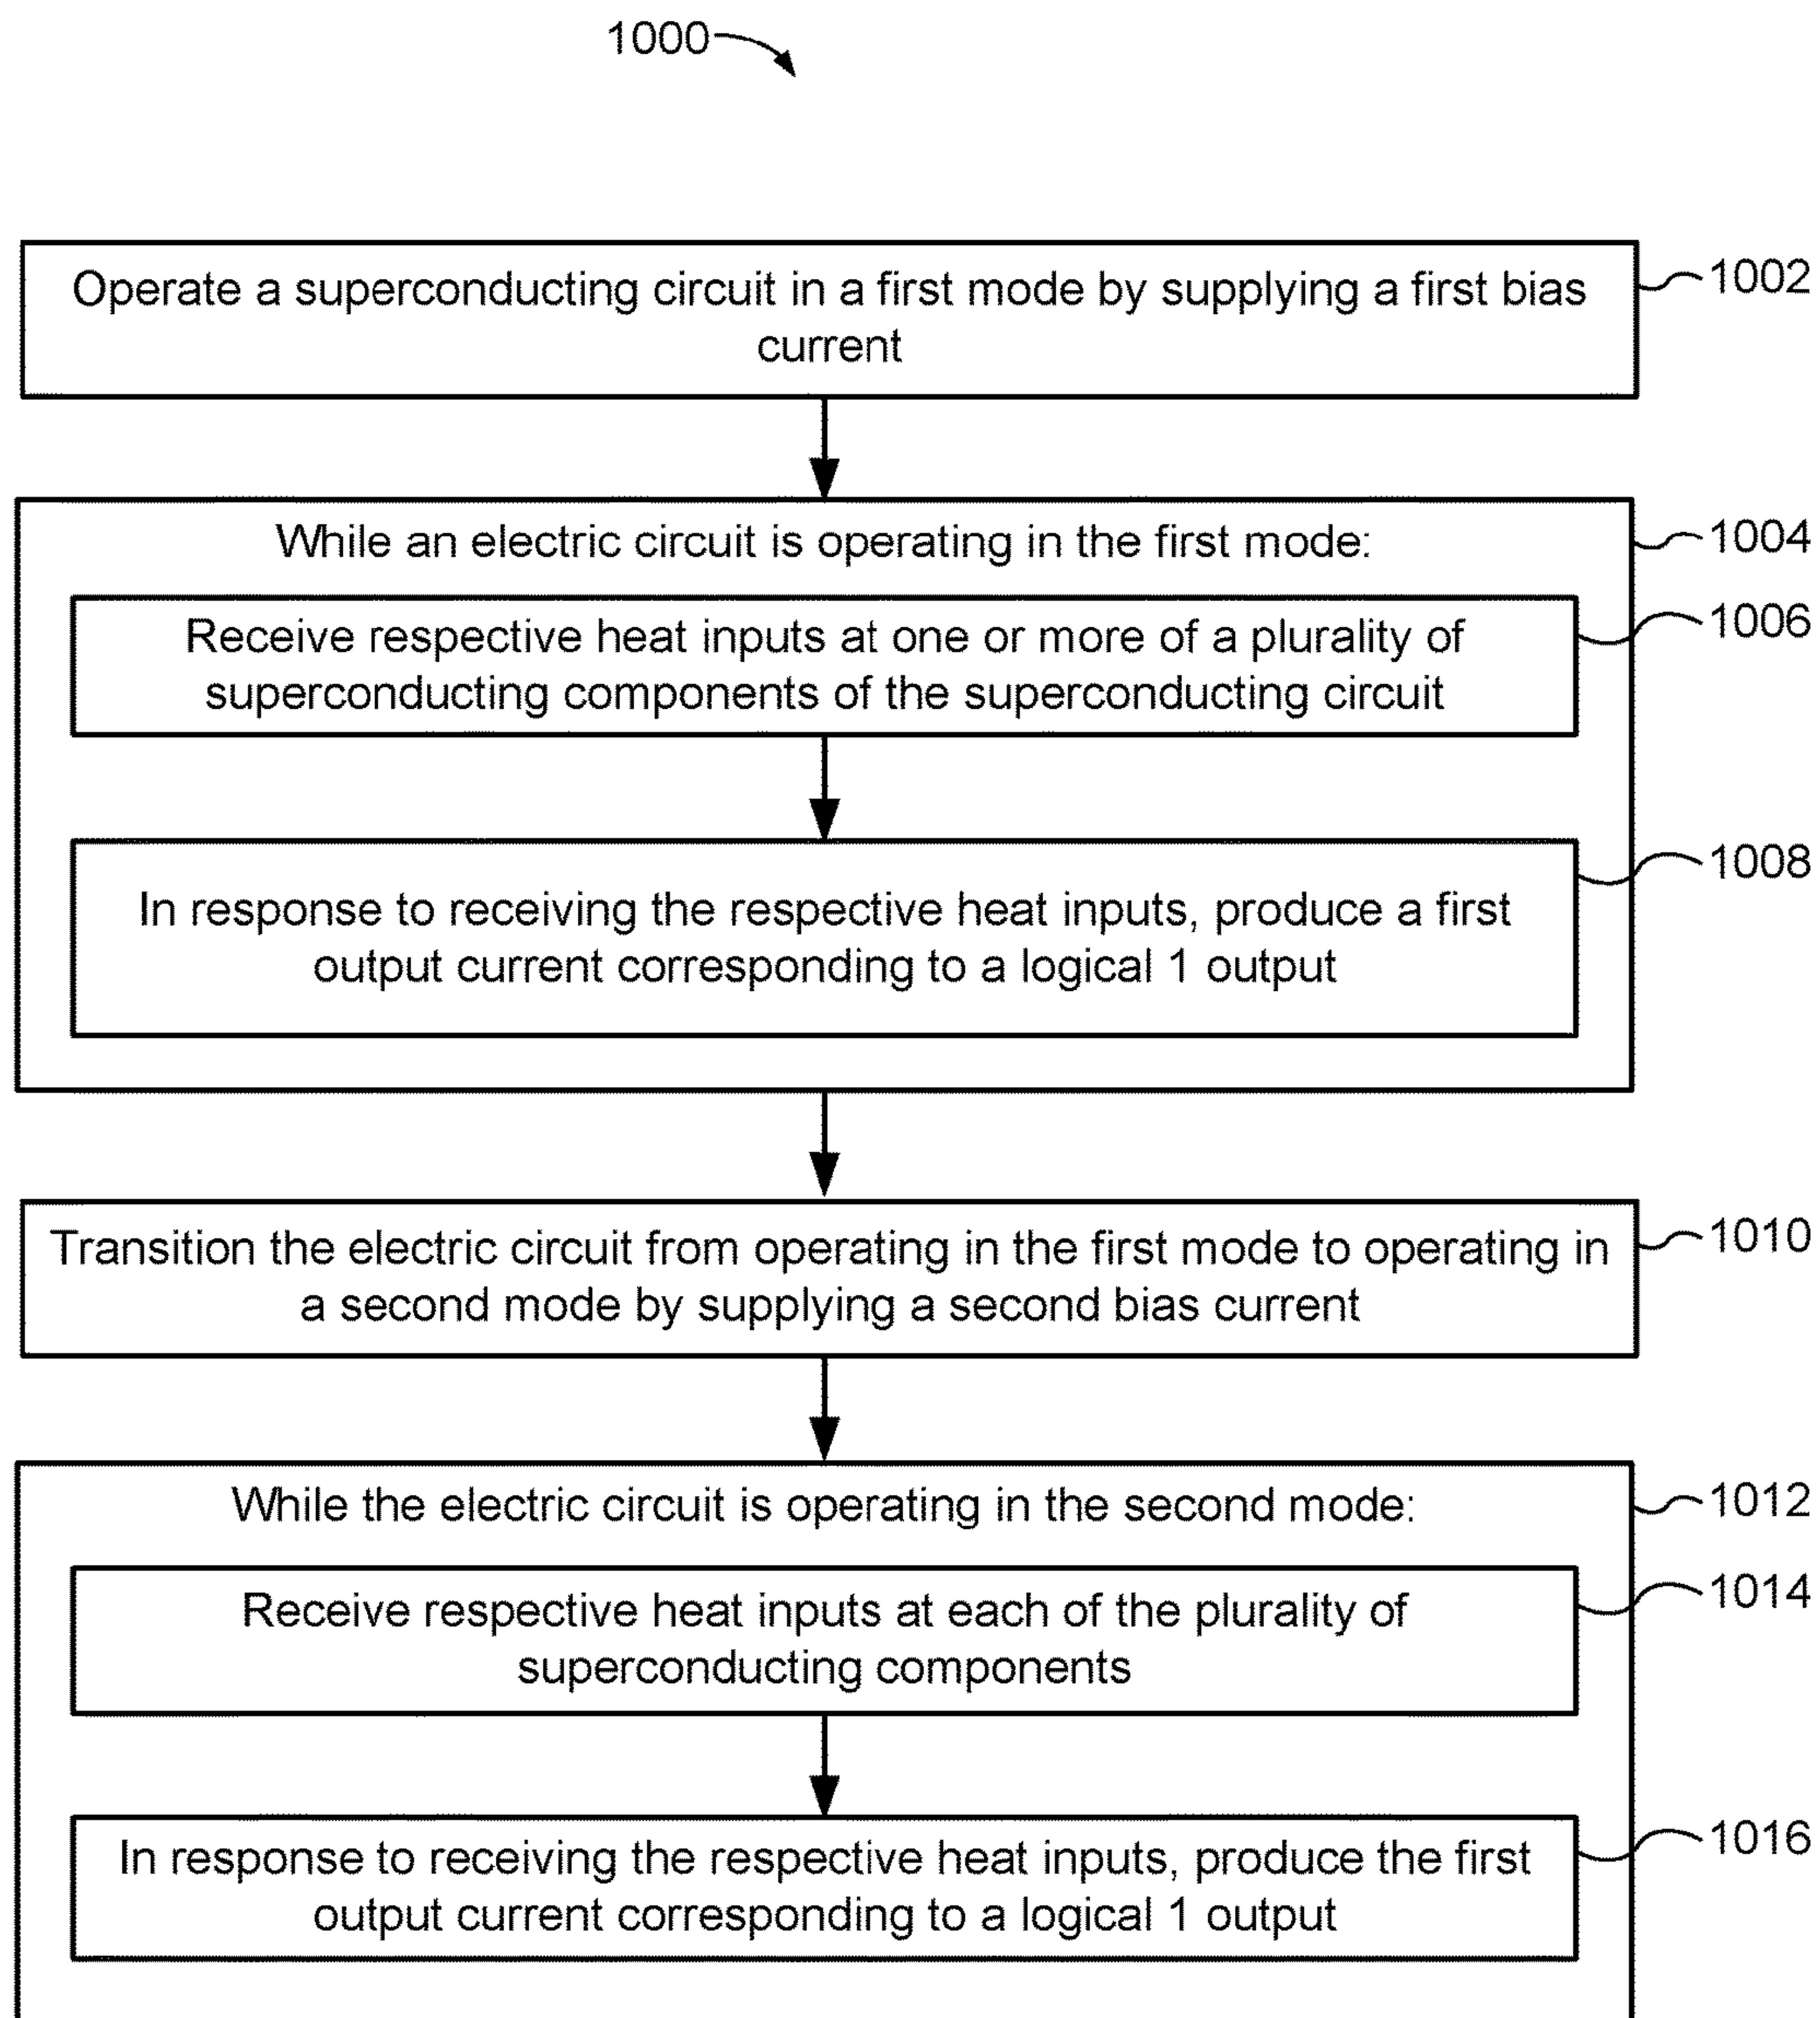 1000
Operate a superconducting circuit in a first mode by supplying a first bias
current
1002
While an electric circuit is operating in the first mode:
1004
Receive respective heat inputs at one or more of a plurality of
superconducting components of the superconducting circuit
1006
In response to receiving the respective heat inputs, produce a first
output current corresponding to a logical 1 output
1008
Transition the electric circuit from operating in the first mode to operating in
a second mode by supplying a second bias current
1010
While the electric circuit is operating in the second mode:
1012
Receive respective heat inputs at each of the plurality of
superconducting components
1014
In response to receiving the respective heat inputs, produce the first
output current corresponding to a logical 1 output
1016